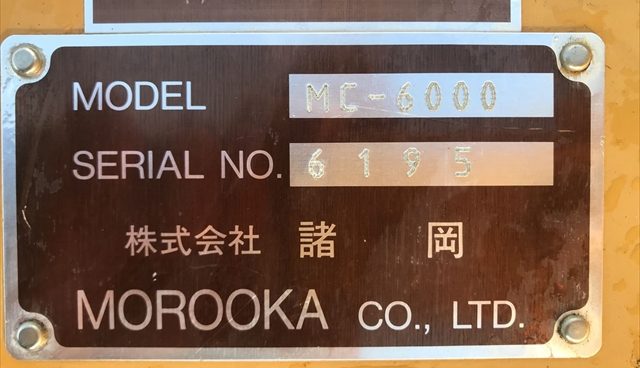 MODEL MC-6000
SERIAL NO. 6195
株式会社 諸 岡
MOROOKA CO., LTD.